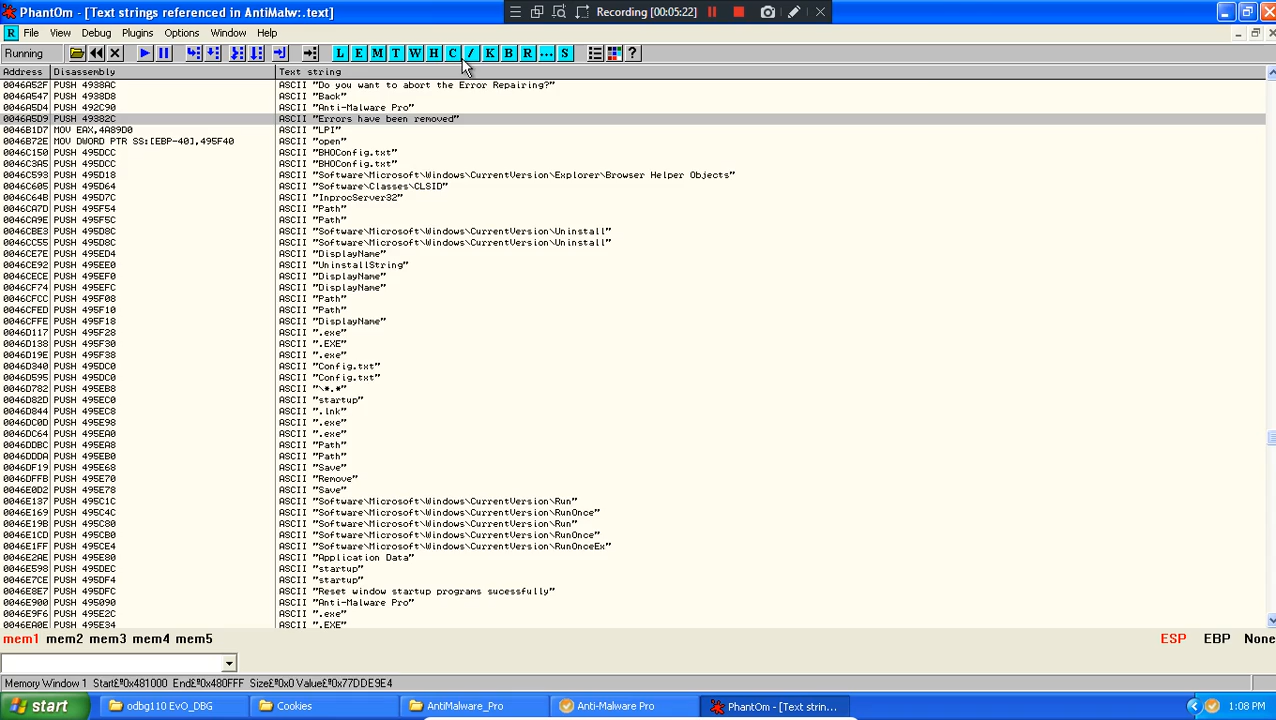 PhantOm - [Text strings referenced in AntiMalw:.text]
Recording [00:05:22]
R File View Debug Plugins Options Window Help
Running L E M T W H C / K B R ... S ?
Address Disassembly Text string
0046A52F PUSH 4938AC ASCII "Do you want to abort the Error Repairing?"
0046A547 PUSH 4938D8 ASCII "Back"
0046A5D4 PUSH 492C90 ASCII "Anti-Malware Pro"
0046A5D9 PUSH 49382C ASCII "Errors have been removed"
0046B1D7 MOV EAX,4A89D0 ASCII "LPI"
0046B72E MOV DWORD PTR SS:[EBP-40],495F40 ASCII "open"
0046C150 PUSH 495DCC ASCII "BHOConfig.txt"
0046C3A5 PUSH 495DCC ASCII "BHOConfig.txt"
0046C593 PUSH 495D18 ASCII "Software\Microsoft\Windows\CurrentVersion\Explorer\Browser Helper Objects"
0046C605 PUSH 495D64 ASCII "Software\Classes\CLSID"
0046C64B PUSH 495D7C ASCII "InprocServer32"
0046CA7D PUSH 495F54 ASCII "Path"
0046CA9E PUSH 495F5C ASCII "Path"
0046CBE3 PUSH 495D8C ASCII "Software\Microsoft\Windows\CurrentVersion\Uninstall"
0046CC55 PUSH 495D8C ASCII "Software\Microsoft\Windows\CurrentVersion\Uninstall"
0046CE7E PUSH 495ED4 ASCII "DisplayName"
0046CE92 PUSH 495EE0 ASCII "UninstallString"
0046CECE PUSH 495EF0 ASCII "DisplayName"
0046CF74 PUSH 495EFC ASCII "DisplayName"
0046CFCC PUSH 495F08 ASCII "Path"
0046CFED PUSH 495F10 ASCII "Path"
0046CFFE PUSH 495F18 ASCII "DisplayName"
0046D117 PUSH 495F28 ASCII ".exe"
0046D138 PUSH 495F30 ASCII ".EXE"
0046D19E PUSH 495F38 ASCII ".exe"
0046D340 PUSH 495DC0 ASCII "Config.txt"
0046D595 PUSH 495DC0 ASCII "Config.txt"
0046D782 PUSH 495EB8 ASCII "\*.*"
0046D82D PUSH 495EC0 ASCII "startup"
0046D844 PUSH 495EC8 ASCII ".lnk"
0046DC0D PUSH 495E98 ASCII ".exe"
0046DC64 PUSH 495EA0 ASCII ".exe"
0046DDBC PUSH 495EA8 ASCII "Path"
0046DDDA PUSH 495EB0 ASCII "Path"
0046DF19 PUSH 495E68 ASCII "Save"
0046DFFB PUSH 495E70 ASCII "Remove"
0046E0D2 PUSH 495E78 ASCII "Save"
0046E137 PUSH 495C1C ASCII "Software\Microsoft\Windows\CurrentVersion\Run"
0046E169 PUSH 495C4C ASCII "Software\Microsoft\Windows\CurrentVersion\RunOnce"
0046E19B PUSH 495C80 ASCII "Software\Microsoft\Windows\CurrentVersion\Run"
0046E1CD PUSH 495CB0 ASCII "Software\Microsoft\Windows\CurrentVersion\RunOnce"
0046E1FF PUSH 495CE4 ASCII "Software\Microsoft\Windows\CurrentVersion\RunOnceEx"
0046E2AE PUSH 495E80 ASCII "Application Data"
0046E598 PUSH 495DEC ASCII "startup"
0046E7CE PUSH 495DF4 ASCII "startup"
0046E8E7 PUSH 495DFC ASCII "Reset window startup programs sucessfully"
0046E900 PUSH 495090 ASCII "Anti-Malware Pro"
0046E9F6 PUSH 495E2C ASCII ".exe"
0046EA0E PUSH 495E34 ASCII ".EXE"
mem1 mem2 mem3 mem4 mem5 ESP EBP None
Memory Window 1 Start£º0x481000 End£º0x480FFF Size£º0x0 Value£º0x77DDE9E4
start odbg110 EvO_DBG Cookies AntiMalware_Pro Anti-Malware Pro PhantOm - [Text strin... 1:08 PM